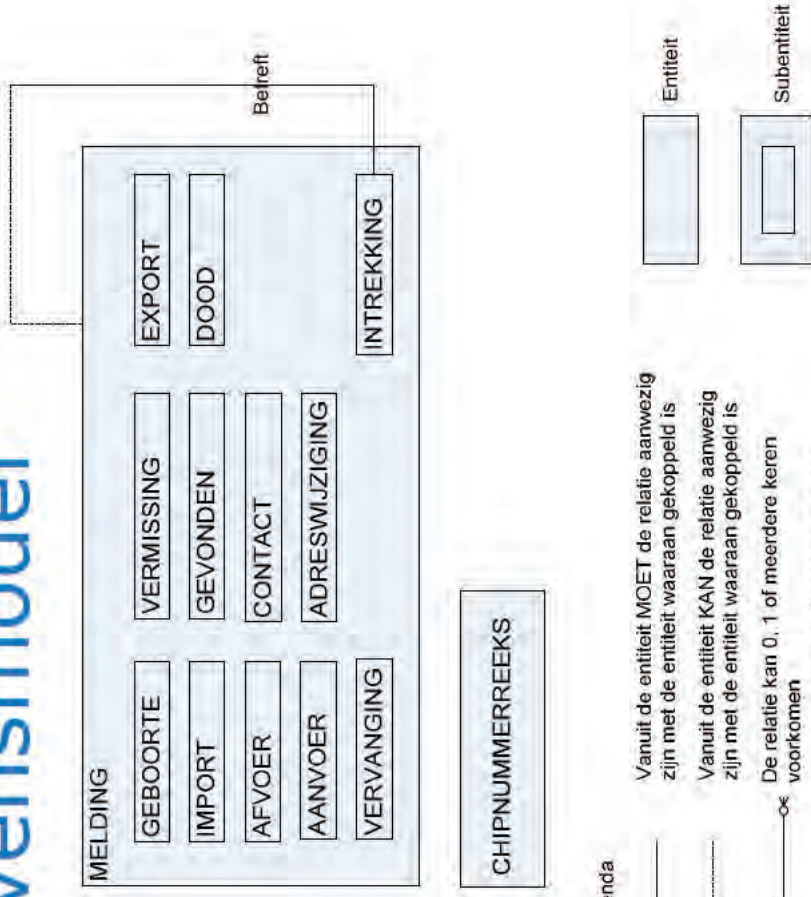 MELDING
GEBOORTE
IMPORT
AFVOER
AANVOER
VERVANGING
VERMISSING
GEVONDEN
CONTACT
ADRESWIJZIGING
EXPORT
DOOD
INTREKKING
Betreft
CHIPNUMMERREEKS
Vanuit de entiteit MOET de relatie aanwezig
zijn met de entiteit waaraan gekoppeld is
Vanuit de entiteit KAN de relatie aanwezig
zijn met de entiteit waaraan gekoppeld is
De relatie kan 0, 1 of meerdere keren
voorkomen
Entiteit
Subentiteit